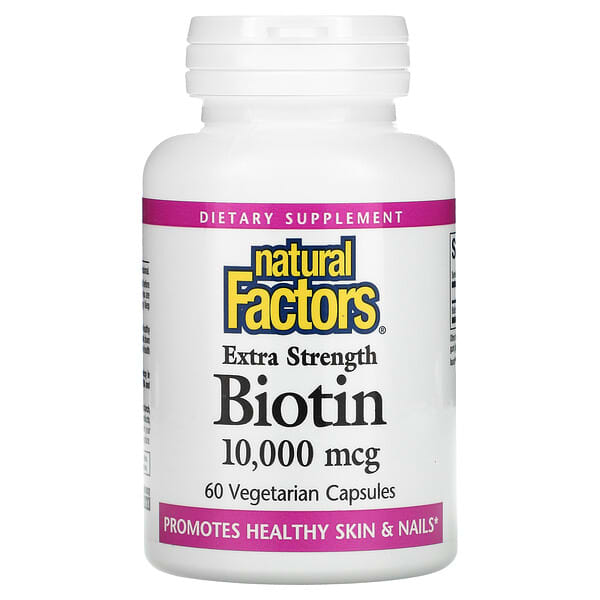 DIETARY SUPPLEMENT
natural
Factors®
Extra Strength
Biotin
10,000 mcg
60 Vegetarian Capsules
PROMOTES HEALTHY SKIN & NAILS*